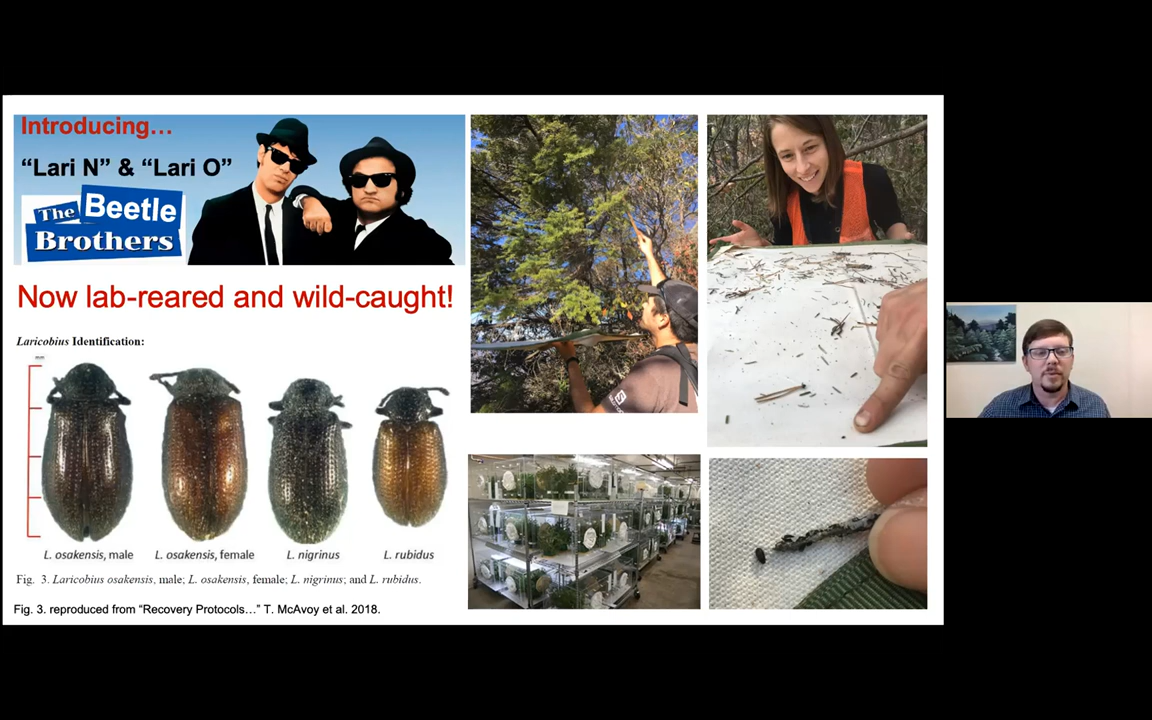 Introducing…
“Lari N” & “Lari O”
The Beetle
Brothers
Now lab-reared and wild-caught!
Laricobius Identification:
L. osakensis, male
L. osakensis, female
L. nigrinus
L. rubidus
Fig. 3. Laricobius osakensis, male; L. osakensis, female; L. nigrinus; and L. rubidus.
Fig. 3. reproduced from “Recovery Protocols…” T. McAvoy et al. 2018.